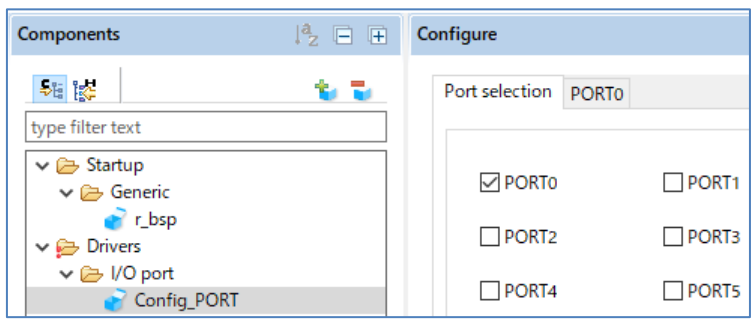 Components
type filter text
Startup
Generic
r_bsp
Drivers
I/O port
Config_PORT
Configure
Port selection PORT0
PORT0 PORT1
PORT2 PORT3
PORT4 PORT5